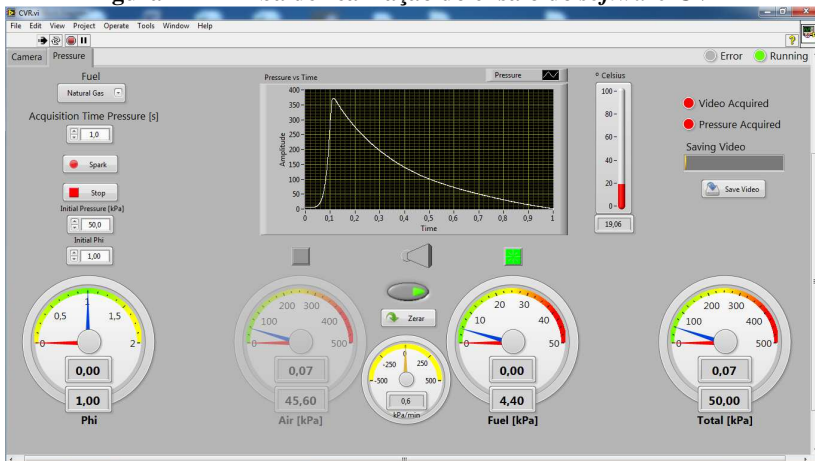 CVR.vi
File Edit View Project Operate Tools Window Help
Camera Pressure
Error Running
Fuel
Natural Gas
Acquisition Time Pressure [s]
1,0
Spark
Stop
Initial Pressure [kPa]
50,0
Initial Phi
1,00
Pressure vs Time
Pressure
Amplitude
400
350
300
250
200
150
100
50
0
0 0,1 0,2 0,3 0,4 0,5 0,6 0,7 0,8 0,9 1
Time
° Celsius
100
80
60
40
20
0
19,06
Video Acquired
Pressure Acquired
Saving Video
Save Video
Zerar
0 0,5 1 1,5 2
0,00
1,00
Phi
0 100 200 300 400 500
0,07
45,60
Air [kPa]
-500 -250 0 250 500
0,6
kPa/min
0 10 20 30 40 50
0,00
4,40
Fuel [kPa]
0 100 200 300 400 500
0,07
50,00
Total [kPa]